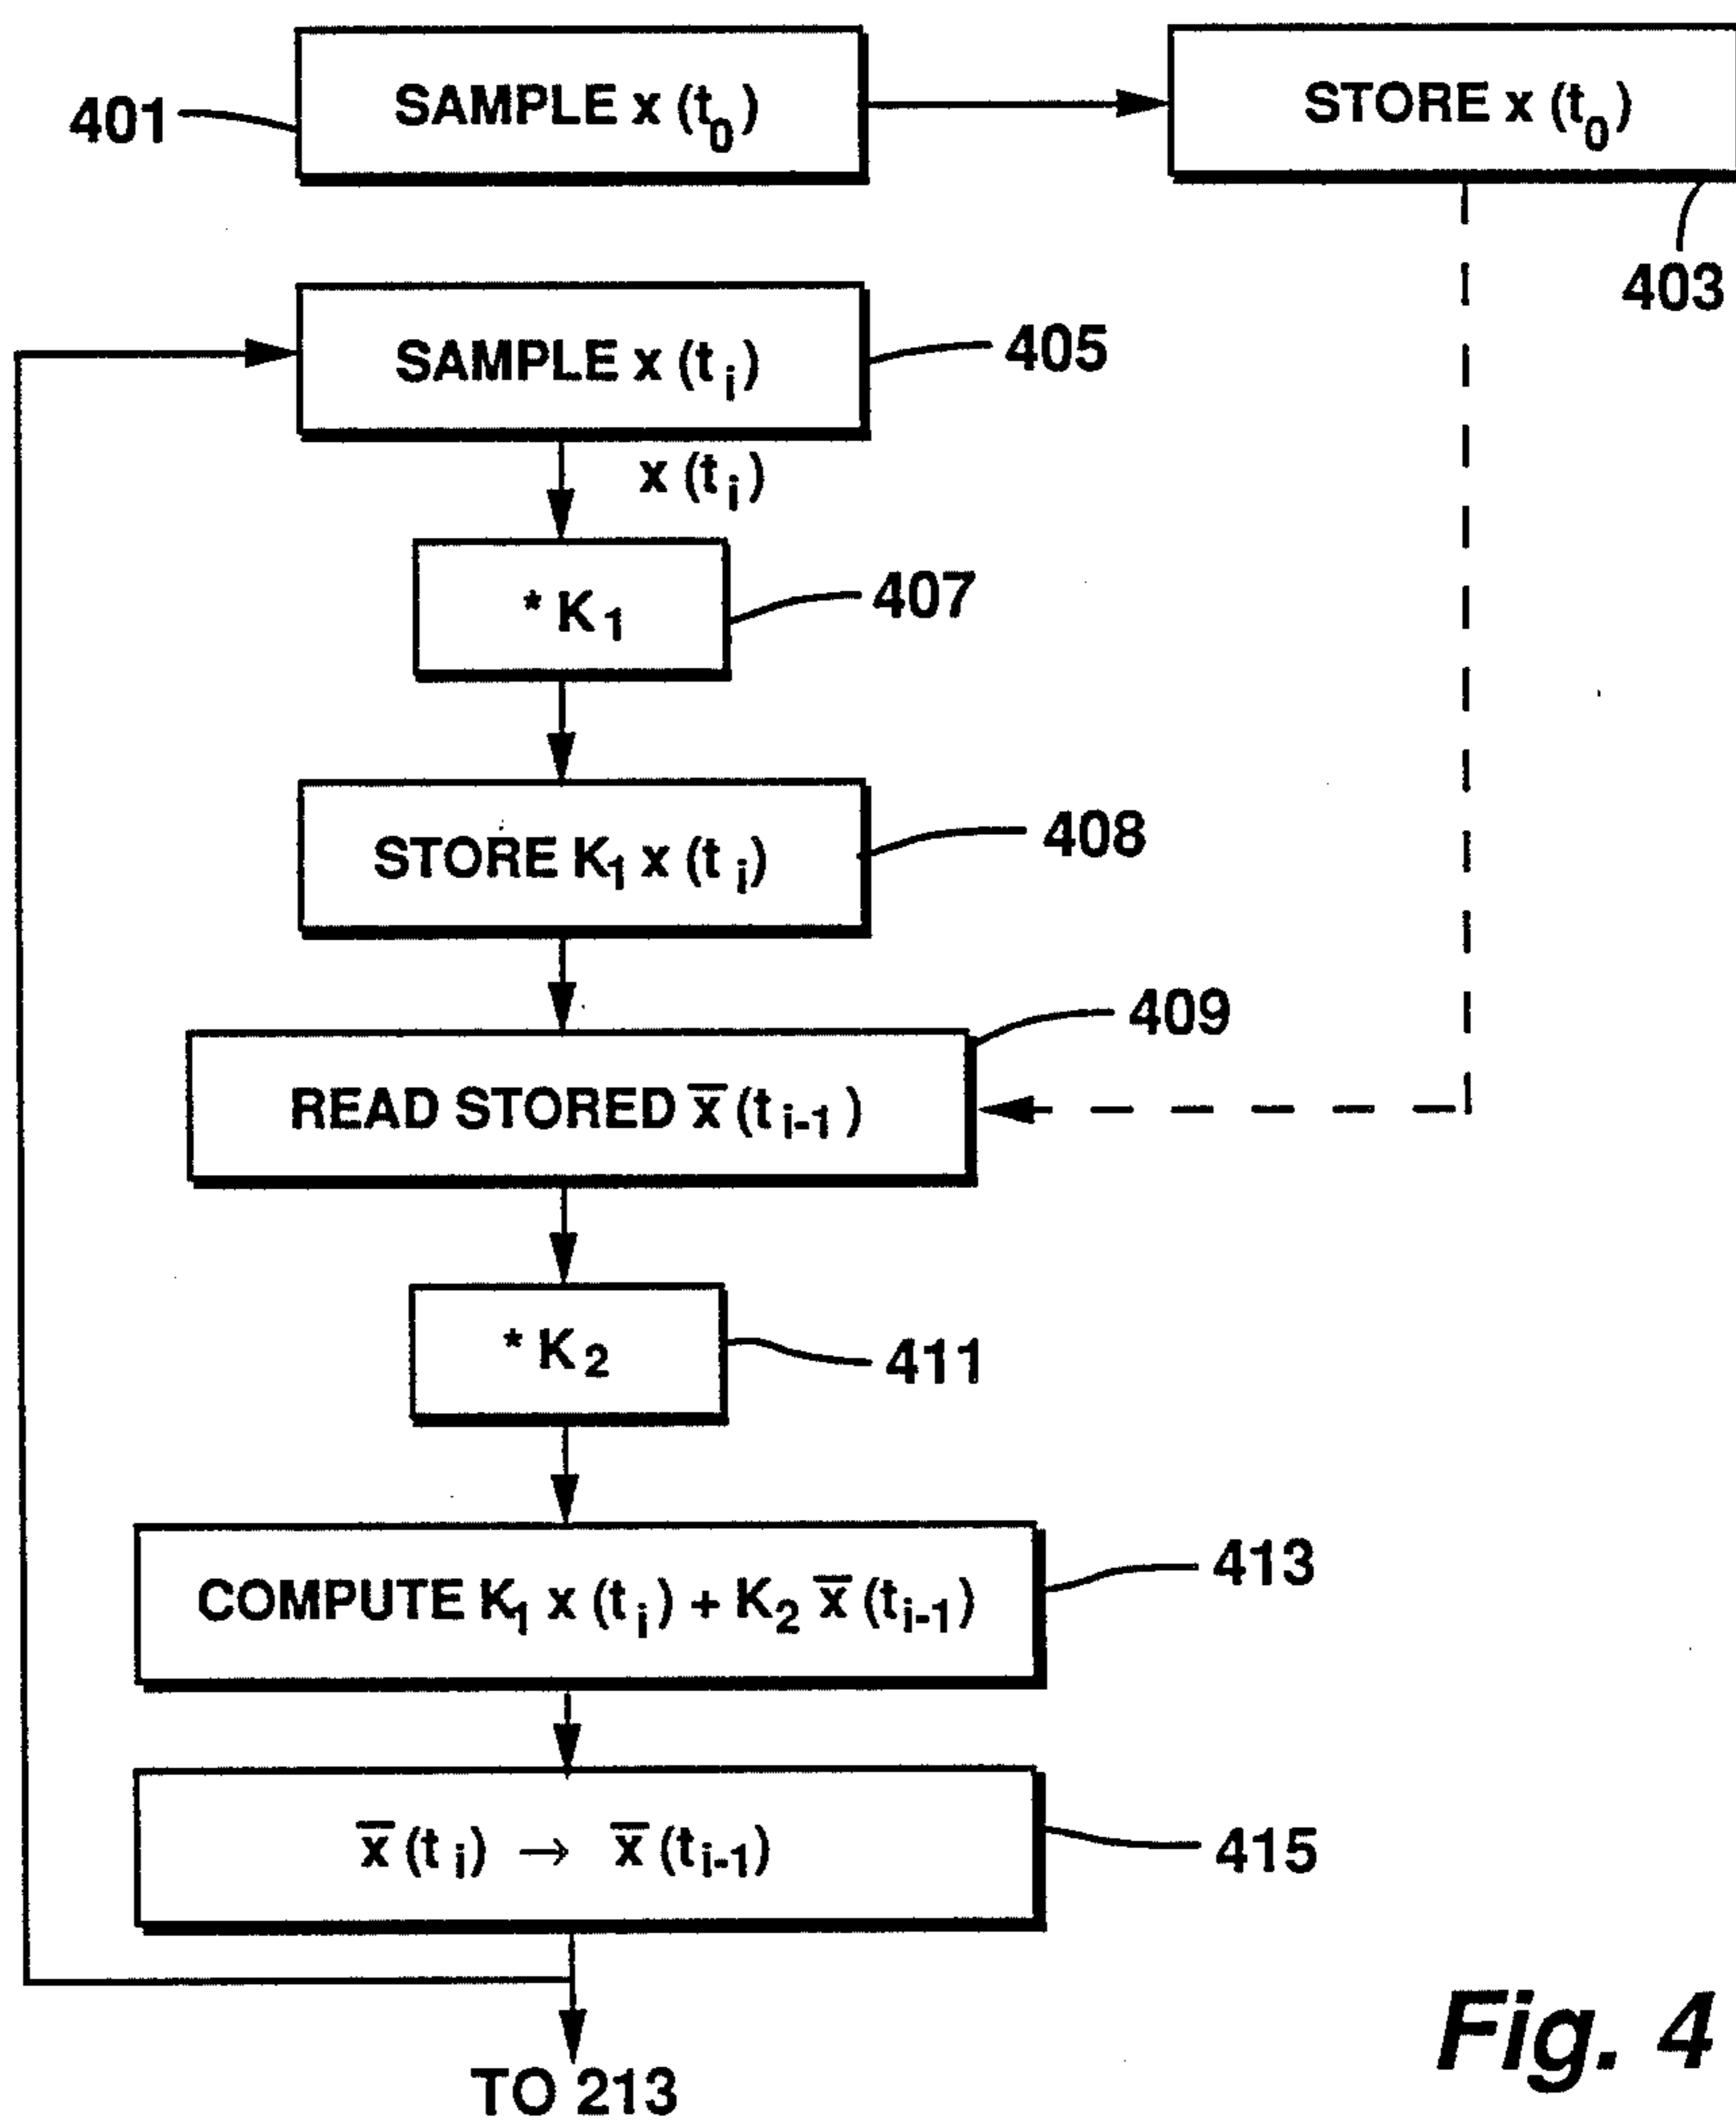 401
SAMPLE x (t₀)
STORE x (t₀)
403
SAMPLE x (tᵢ)
405
x (tᵢ)
* K₁
407
STORE K₁ x (tᵢ)
408
409
READ STORED x̅ (tᵢ₋₁)
* K₂
411
COMPUTE K₁ x (tᵢ) + K₂ x̅ (tᵢ₋₁)
413
x̅ (tᵢ) → x̅ (tᵢ₋₁)
415
TO 213
Fig. 4